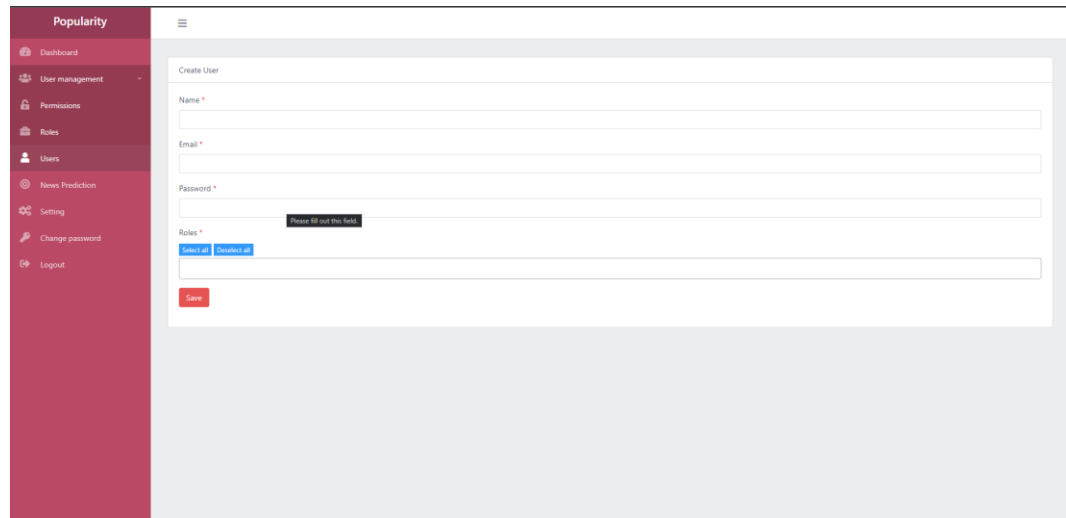 Popularity
Dashboard
User management
Permissions
Roles
Users
News Prediction
Setting
Change password
Logout
Create User
Name *
Email *
Password *
Please fill out this field.
Roles *
Select all Deselect all
Save